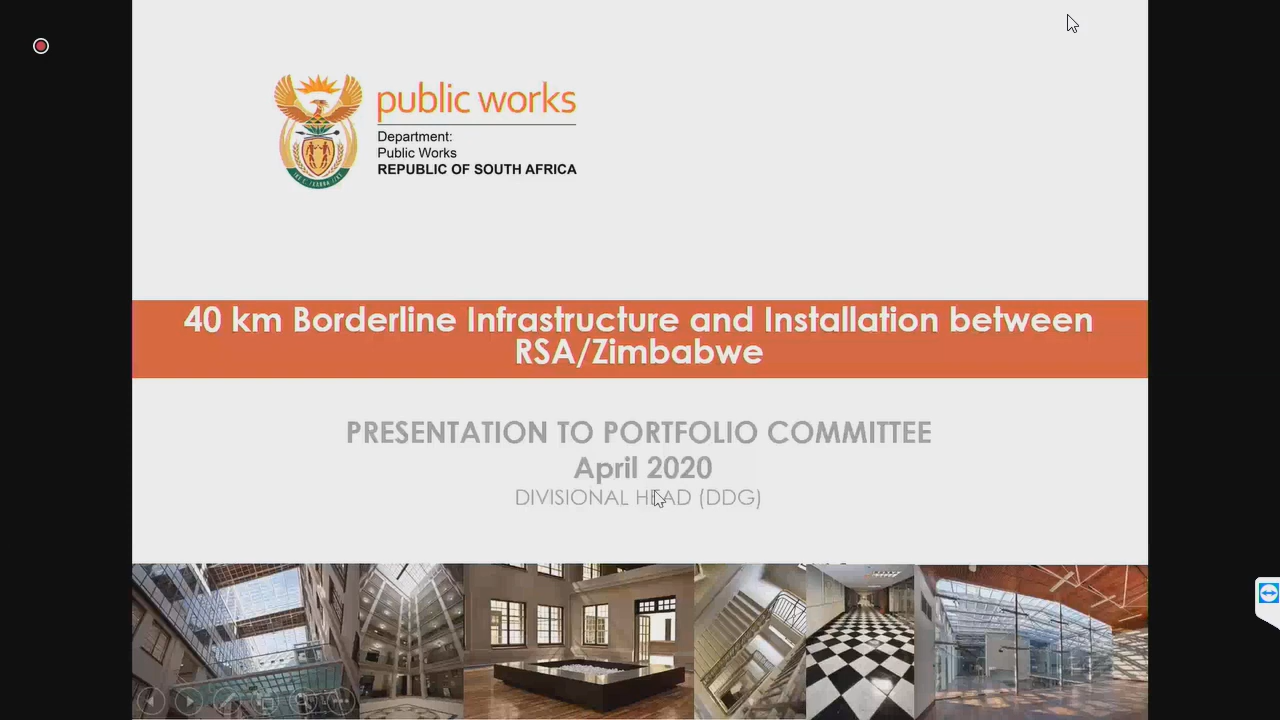 public works
Department:
Public Works
REPUBLIC OF SOUTH AFRICA
40 km Borderline Infrastructure and Installation between
RSA/Zimbabwe
PRESENTATION TO PORTFOLIO COMMITTEE
April 2020
DIVISIONAL HEAD (DDG)